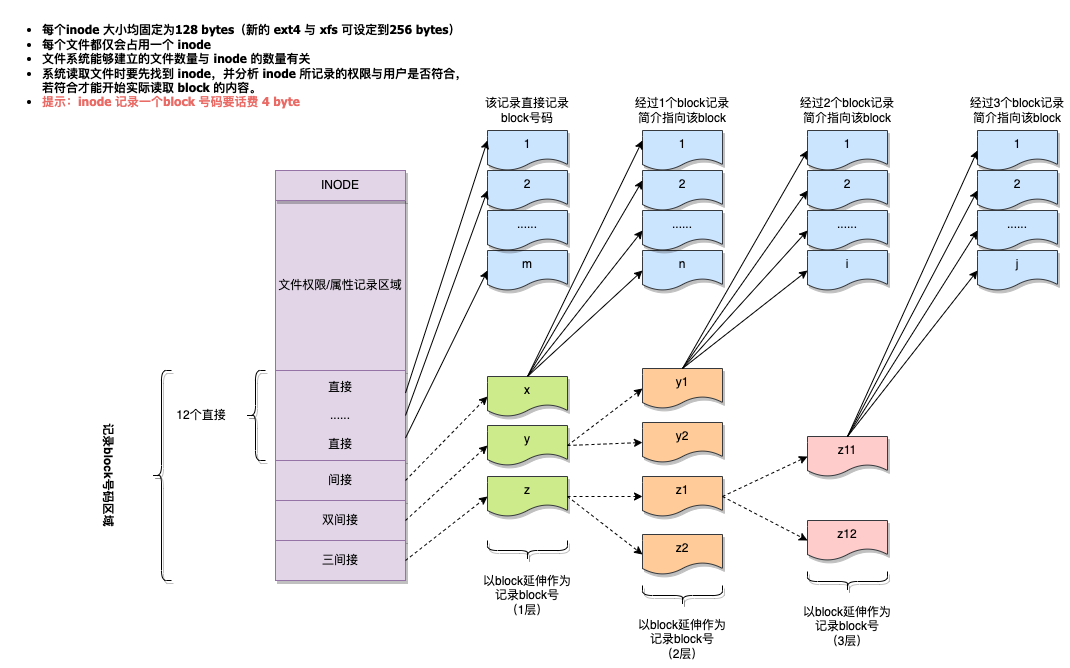 每个inode 大小均固定为128 bytes（新的 ext4 与 xfs 可设定到256 bytes）
每个文件都仅会占用一个 inode
文件系统能够建立的文件数量与 inode 的数量有关
系统读取文件时要先找到 inode，并分析 inode 所记录的权限与用户是否符合，
若符合才能开始实际读取 block 的内容。
提示：inode 记录一个block 号码要话费 4 byte
该记录直接记录
block号码
经过1个block记录
简介指向该block
经过2个block记录
简介指向该block
经过3个block记录
简介指向该block
1
2
......
m
1
2
......
n
1
2
......
i
1
2
......
j
INODE
文件权限/属性记录区域
直接
......
直接
间接
双间接
三间接
12个直接
记录block号码区域
x
y
z
y1
y2
z1
z2
z11
z12
以block延伸作为
记录block号
（1层）
以block延伸作为
记录block号
（2层）
以block延伸作为
记录block号
（3层）